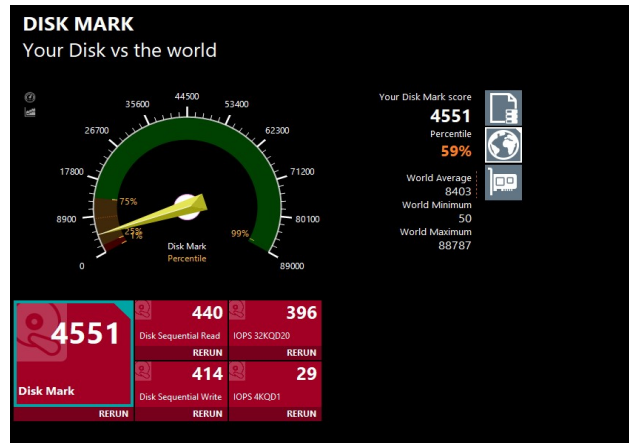 DISK MARK
Your Disk vs the world
0
8900
17800
26700
35600
44500
53400
62300
71200
80100
89000
1%
25%
75%
99%
Disk Mark
Percentile
Your Disk Mark score
4551
Percentile
59%
World Average
8403
World Minimum
50
World Maximum
88787
4551
Disk Mark
RERUN
440
Disk Sequential Read
RERUN
396
IOPS 32KQD20
RERUN
414
Disk Sequential Write
RERUN
29
IOPS 4KQD1
RERUN